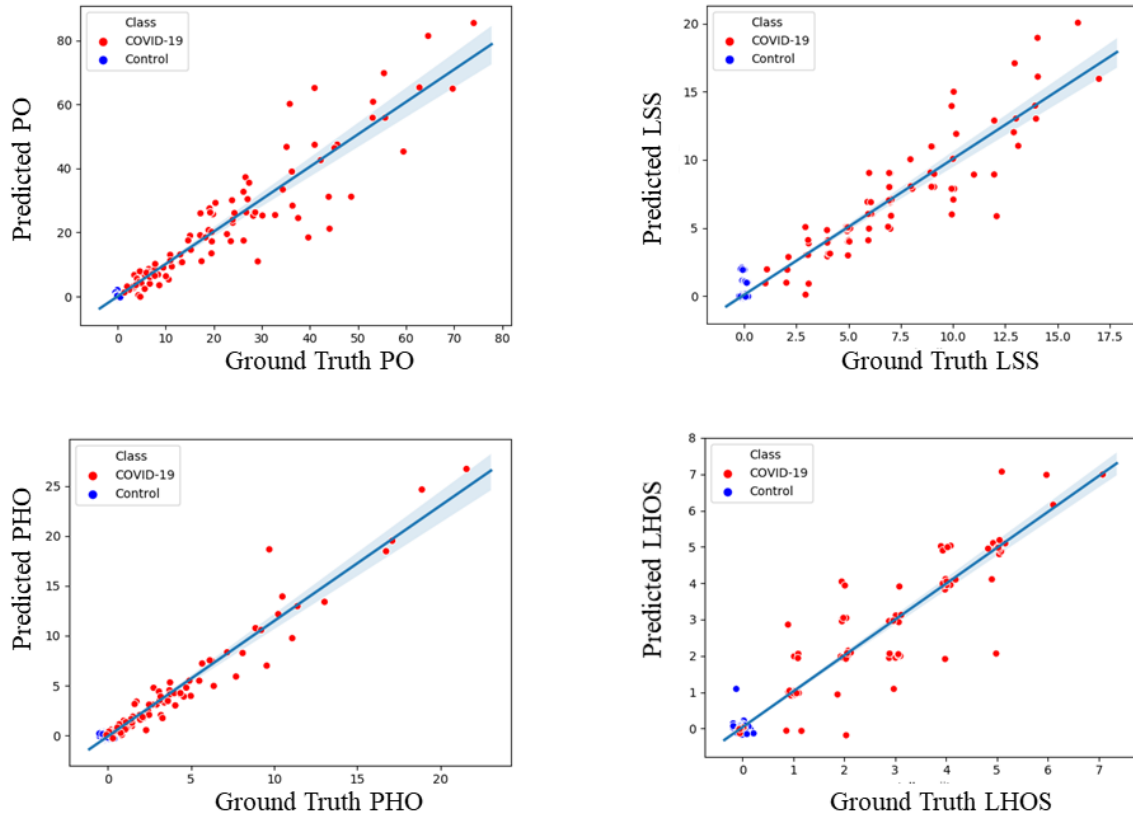 Class
COVID-19
Control
Predicted PO
80
60
40
20
0
0 10 20 30 40 50 60 70 80
Ground Truth PO
Class
COVID-19
Control
Predicted LSS
20
15
10
5
0
0.0 2.5 5.0 7.5 10.0 12.5 15.0 17.5
Ground Truth LSS
Class
COVID-19
Control
Predicted PHO
25
20
15
10
5
0
0 5 10 15 20
Ground Truth PHO
Class
COVID-19
Control
Predicted LHOS
8
7
6
5
4
3
2
1
0
0 1 2 3 4 5 6 7
Ground Truth LHOS